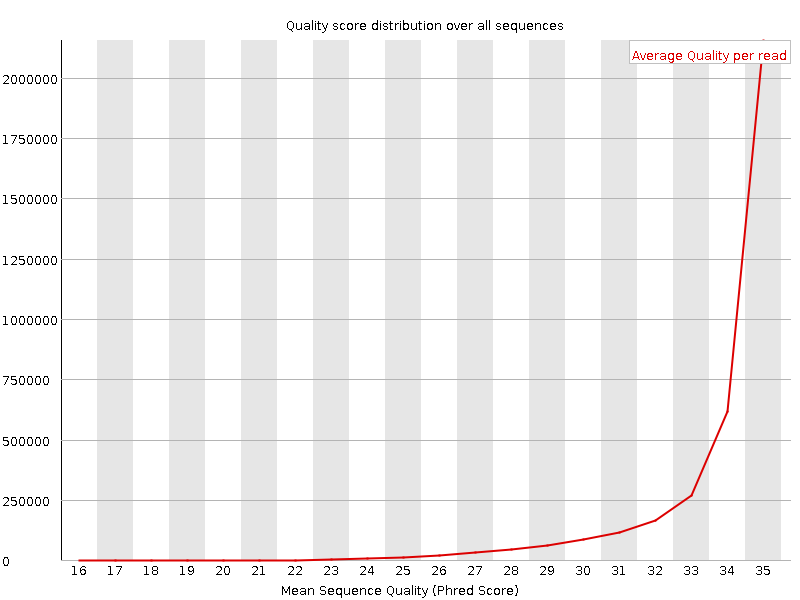 Quality score distribution over all sequences
Average Quality per read
2000000
1750000
1500000
1250000
1000000
750000
500000
250000
0
16 17 18 19 20 21 22 23 24 25 26 27 28 29 30 31 32 33 34 35
Mean Sequence Quality (Phred Score)